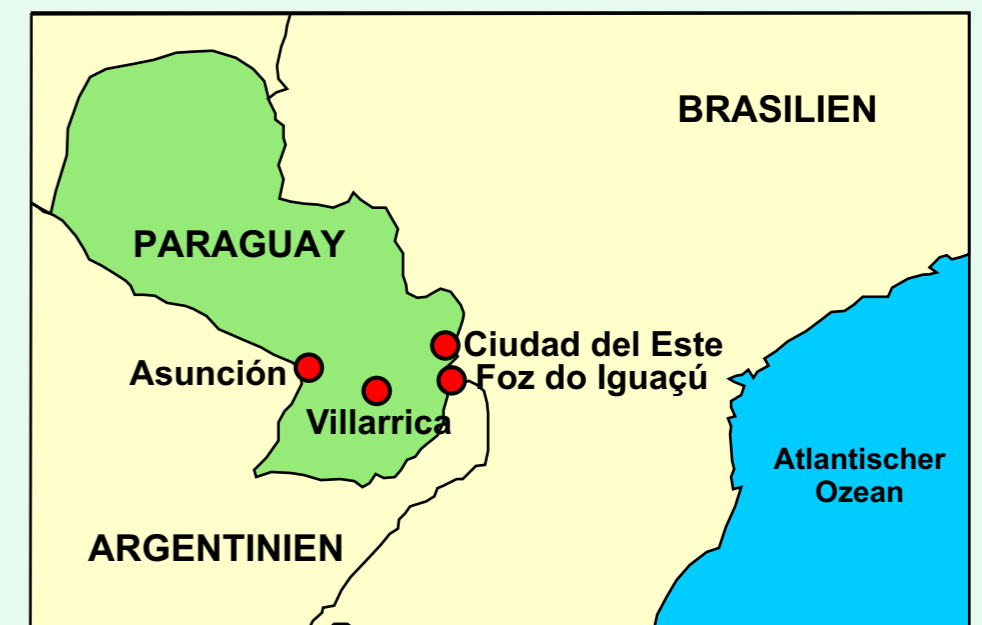 BRASILIEN
PARAGUAY
Ciudad del Este
Asunción
Foz do Iguaçú
Villarrica
Atlantischer
Ozean
ARGENTINIEN